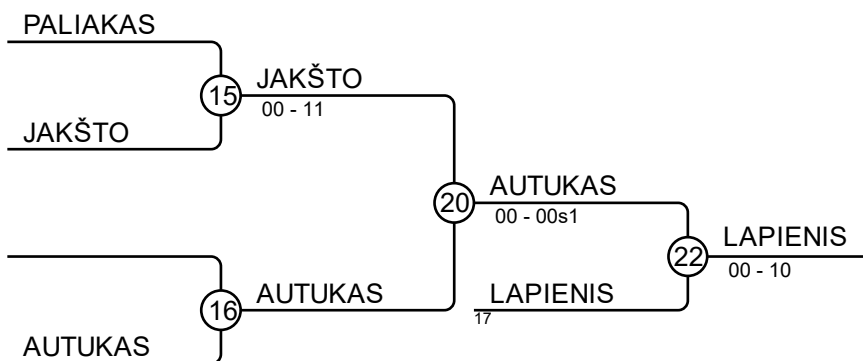 PALIAKAS
15
JAKŠTO
00 - 11
JAKŠTO
20
AUTUKAS
00 - 00s1
22
LAPIENIS
00 - 10
16
AUTUKAS
LAPIENIS
17
AUTUKAS